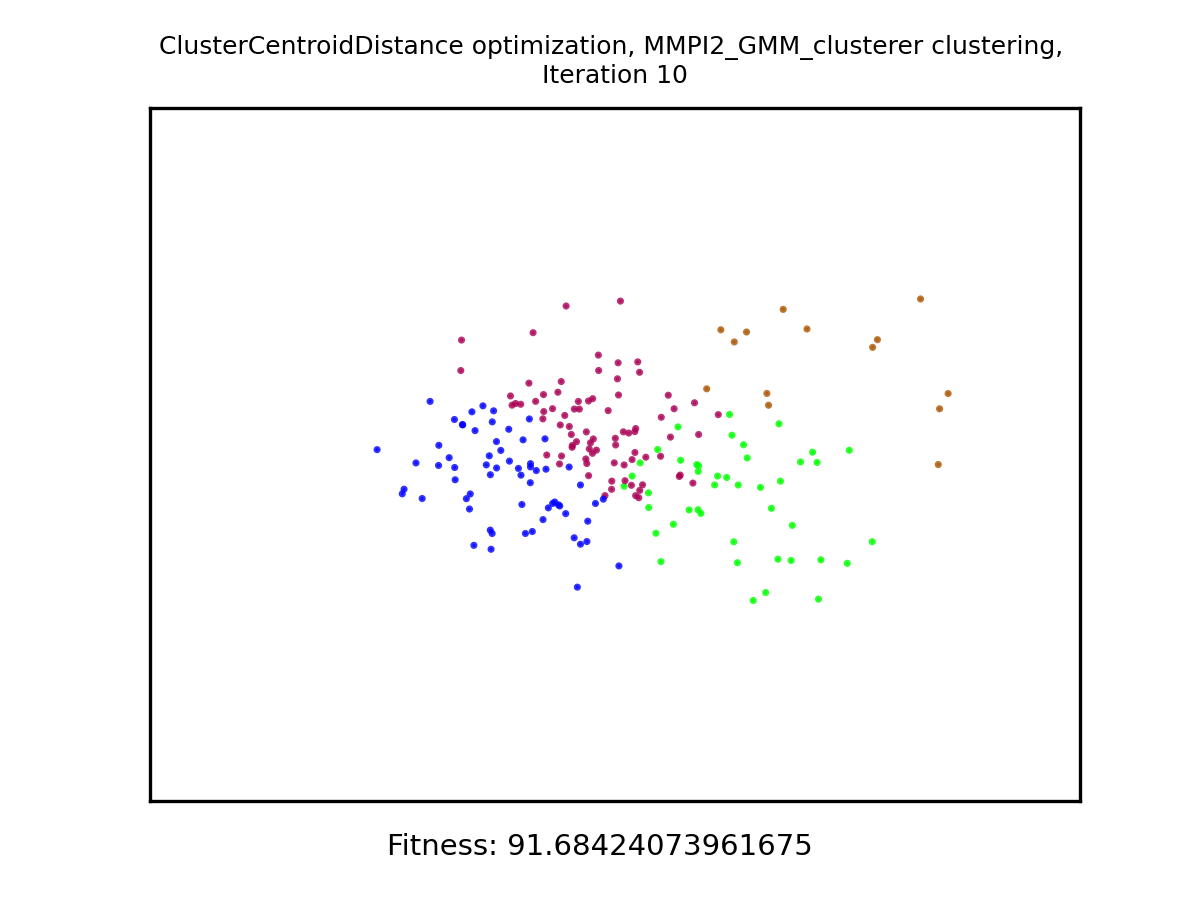 ClusterCentroidDistance optimization, MMPI2_GMM_clusterer clustering,
Iteration 10
Fitness: 91.68424073961675